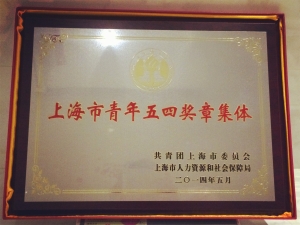 上海市青年五四奖章集体
共青团上海市委员会
上海市人力资源和社会保障局
二〇一四年五月